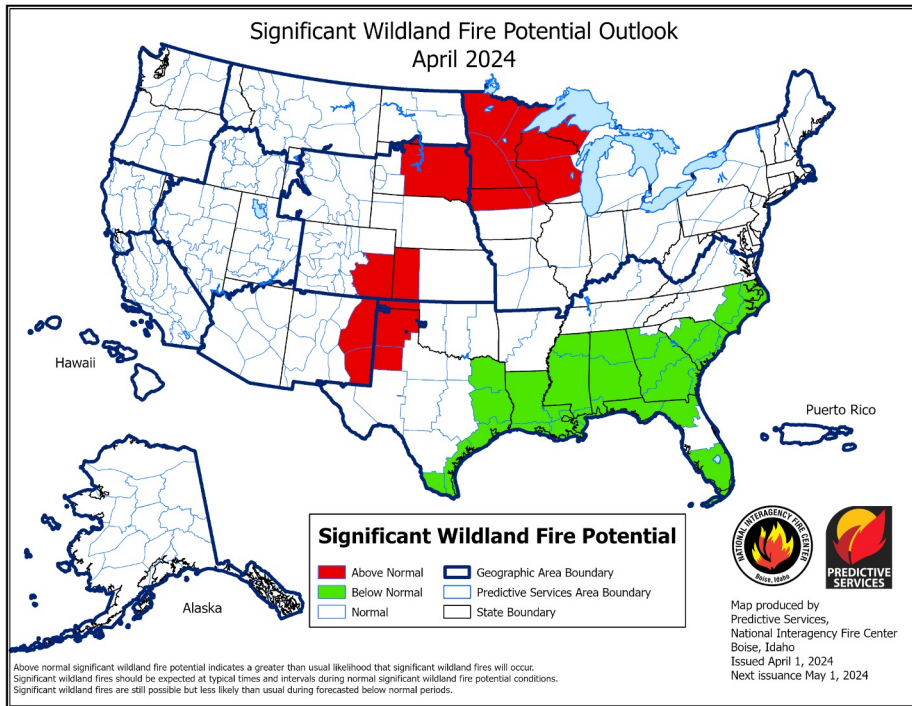 Significant Wildland Fire Potential Outlook
April 2024
Hawaii
Puerto Rico
Alaska
Significant Wildland Fire Potential
Above Normal
Below Normal
Normal
Geographic Area Boundary
Predictive Services Area Boundary
State Boundary
NATIONAL INTERAGENCY FIRE CENTER
Boise, Idaho
PREDICTIVE
SERVICES
Map produced by
Predictive Services,
National Interagency Fire Center
Boise, Idaho
Issued April 1, 2024
Next issuance May 1, 2024
Above normal significant wildland fire potential indicates a greater than usual likelihood that significant wildland fires will occur.
Significant wildland fires should be expected at typical times and intervals during normal significant wildland fire potential conditions.
Significant wildland fires are still possible but less likely than usual during forecasted below normal periods.